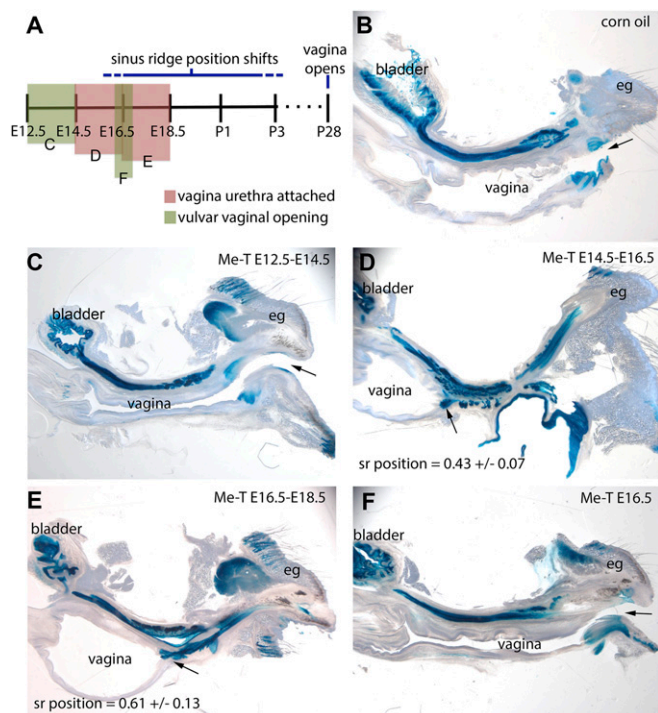 A
sinus ridge position shifts
vagina
opens
E12.5 E14.5 E16.5 E18.5 P1 P3 P28
C
D
E
F
vagina urethra attached
vulvar vaginal opening
B
corn oil
bladder
eg
vagina
C
Me-T E12.5-E14.5
bladder
eg
vagina
D
Me-T E14.5-E16.5
bladder
eg
vagina
sr position = 0.43 +/- 0.07
E
Me-T E16.5-E18.5
bladder
eg
vagina
sr position = 0.61 +/- 0.13
F
Me-T E16.5
bladder
eg
vagina